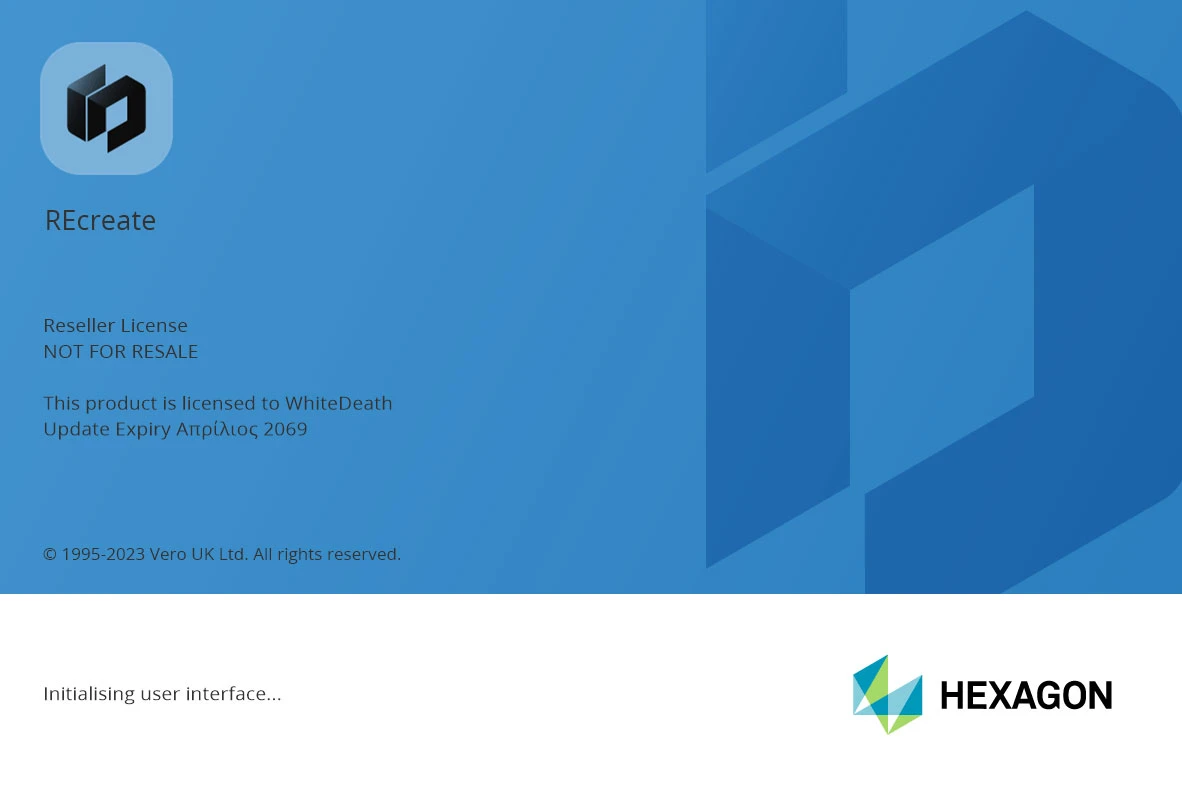 REcreate
Reseller License
NOT FOR RESALE
This product is licensed to WhiteDeath
Update Expiry Απρίλιος 2069
© 1995-2023 Vero UK Ltd. All rights reserved.
Initialising user interface...
HEXAGON